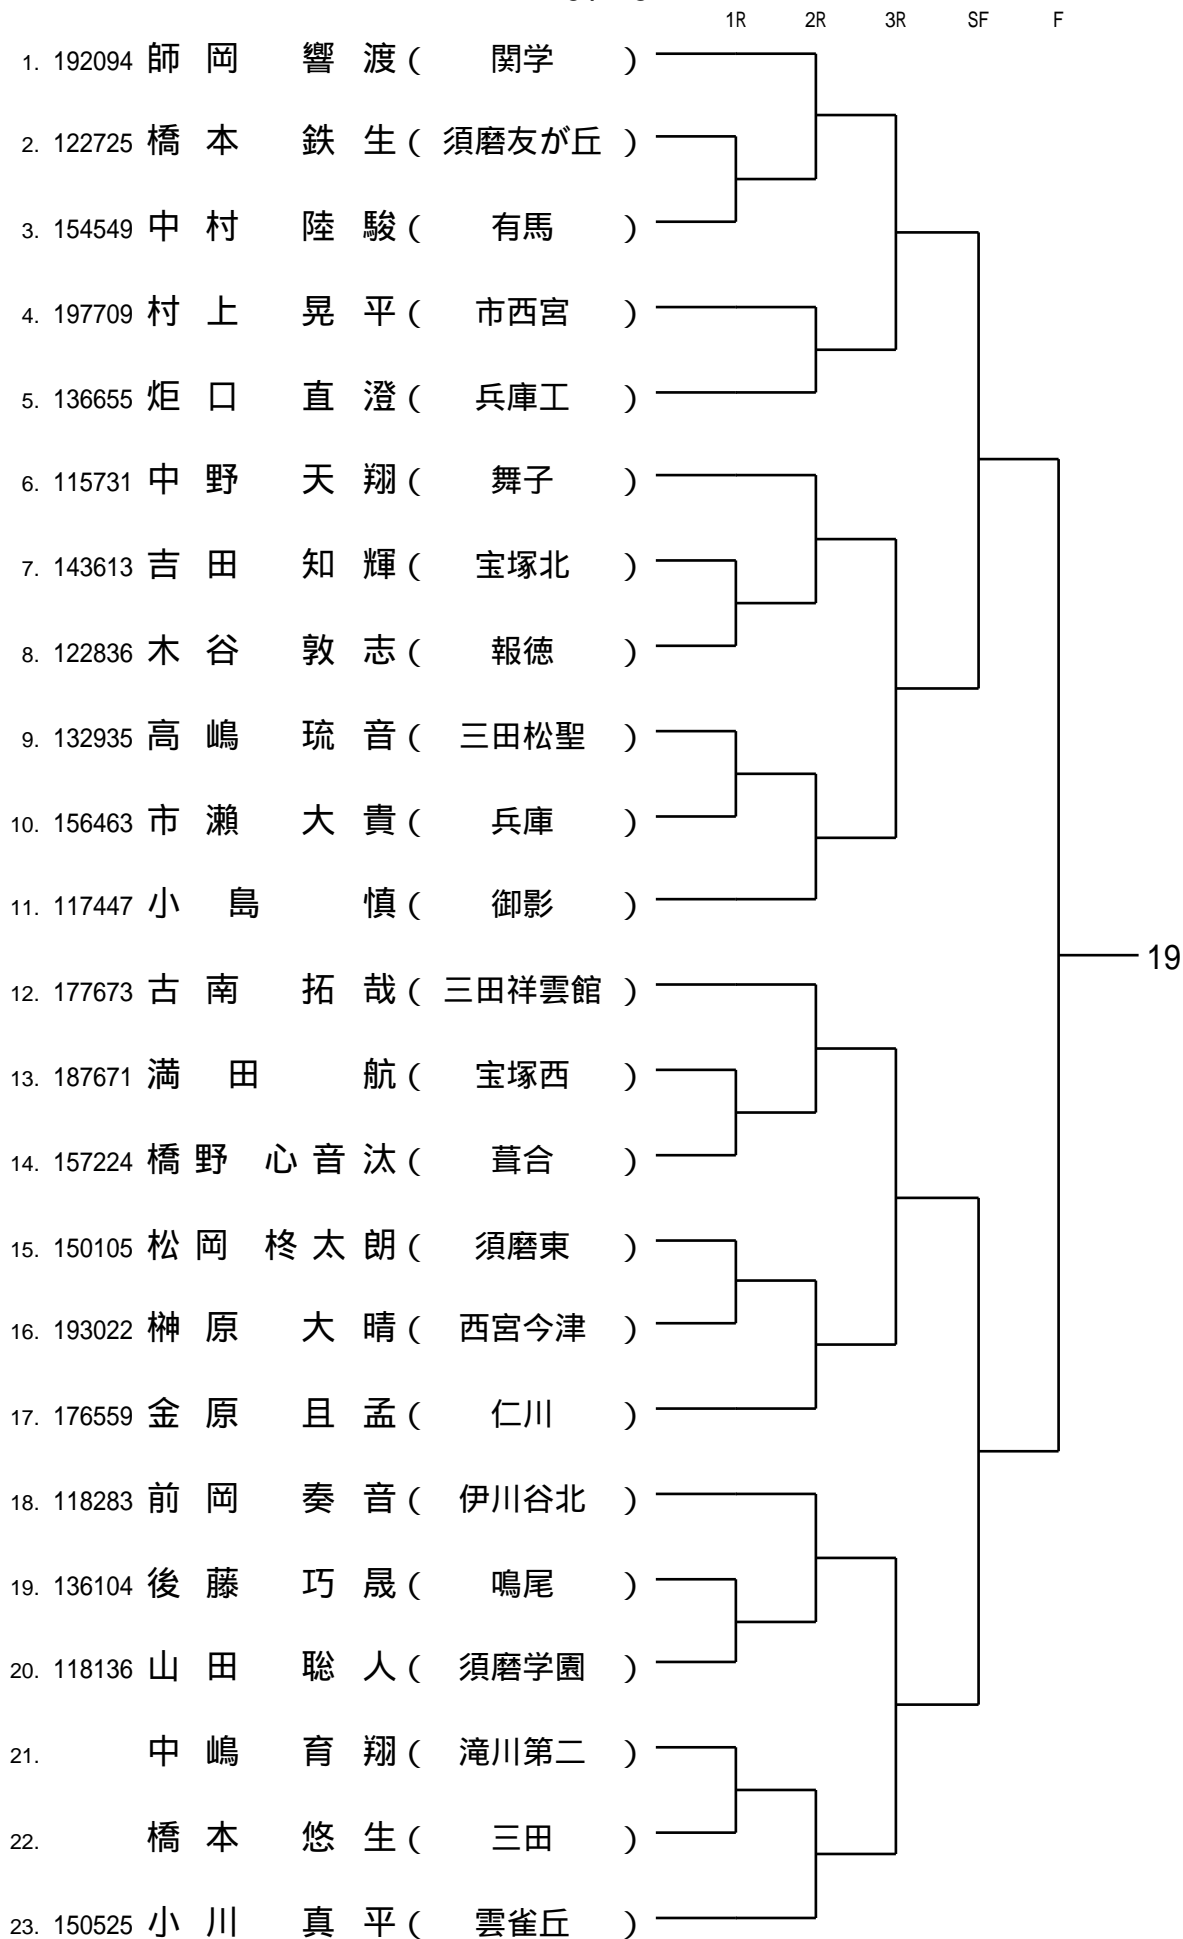 1R 2R 3R SF F
1. 192094 師岡 響渡 ( 関学 )
2. 122725 橋本 鉄生 ( 須磨友が丘 )
3. 154549 中村 陸駿 ( 有馬 )
4. 197709 村上 晃平 ( 市西宮 )
5. 136655 炬口 直澄 ( 兵庫工 )
6. 115731 中野 天翔 ( 舞子 )
7. 143613 吉田 知輝 ( 宝塚北 )
8. 122836 木谷 敦志 ( 報徳 )
9. 132935 高嶋 琉音 ( 三田松聖 )
10. 156463 市瀨 大貴 ( 兵庫 )
11. 117447 小島 慎 ( 御影 )
19
12. 177673 古南 拓哉 ( 三田祥雲館 )
13. 187671 満田 航 ( 宝塚西 )
14. 157224 橋野 心音汰 ( 葺合 )
15. 150105 松岡 柊太朗 ( 須磨東 )
16. 193022 榊原 大晴 ( 西宮今津 )
17. 176559 金原 且孟 ( 仁川 )
18. 118283 前岡 奏音 ( 伊川谷北 )
19. 136104 後藤 巧晟 ( 鳴尾 )
20. 118136 山田 聡人 ( 須磨学園 )
21. 中嶋 育翔 ( 滝川第二 )
22. 橋本 悠生 ( 三田 )
23. 150525 小川 真平 ( 雲雀丘 )